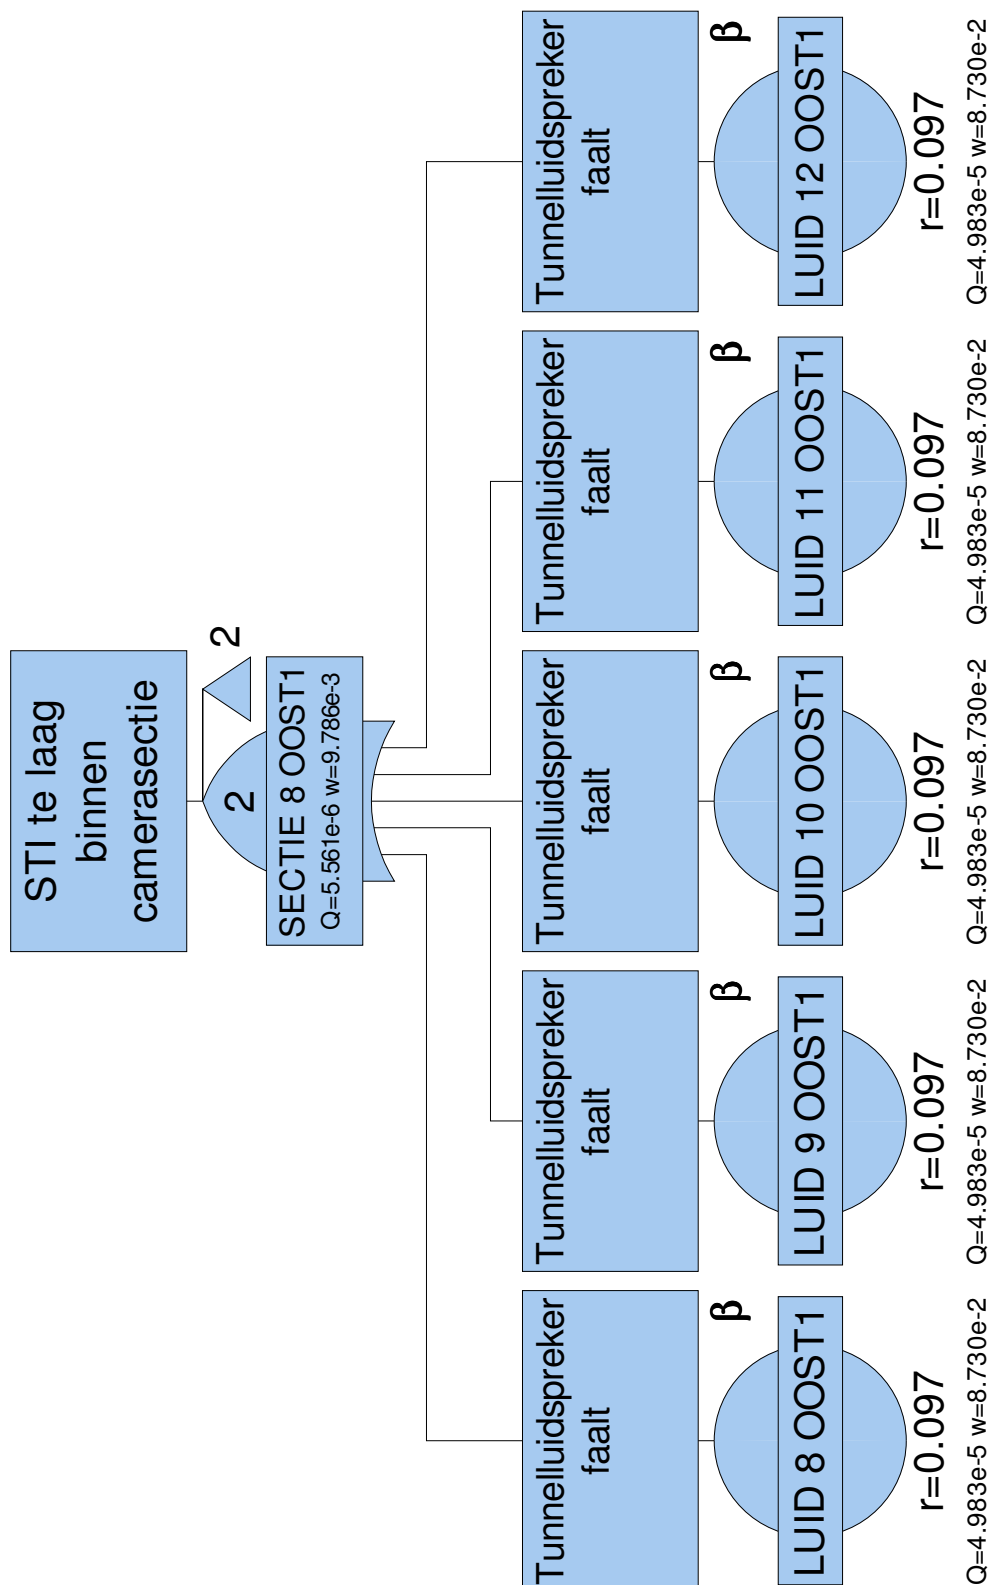 STI te laag
binnen
camerasectie
2
2
SECTIE 8 OOST1
Q=5.561e-6 w=9.786e-3
Tunnelluidspreker
faalt
β
LUID 8 OOST1
r=0.097
Q=4.983e-5 w=8.730e-2
Tunnelluidspreker
faalt
β
LUID 9 OOST1
r=0.097
Q=4.983e-5 w=8.730e-2
Tunnelluidspreker
faalt
β
LUID 10 OOST1
r=0.097
Q=4.983e-5 w=8.730e-2
Tunnelluidspreker
faalt
β
LUID 11 OOST1
r=0.097
Q=4.983e-5 w=8.730e-2
Tunnelluidspreker
faalt
β
LUID 12 OOST1
r=0.097
Q=4.983e-5 w=8.730e-2